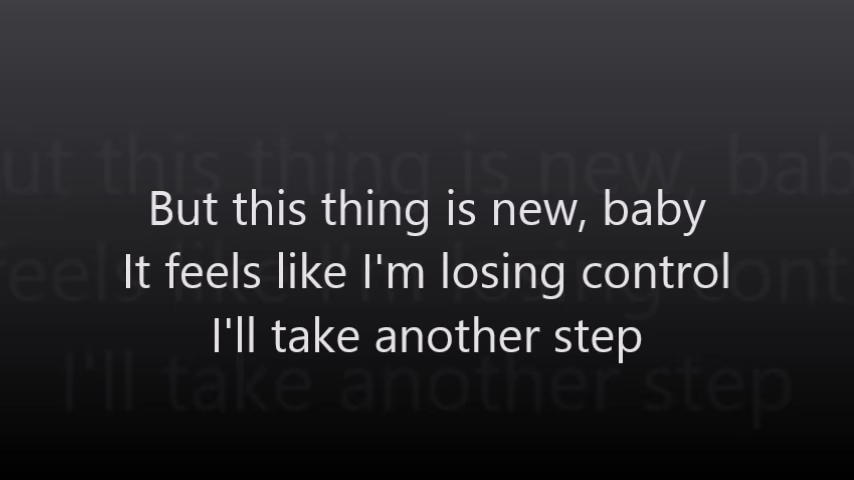 But this thing is new, baby
It feels like I'm losing control
I'll take another step